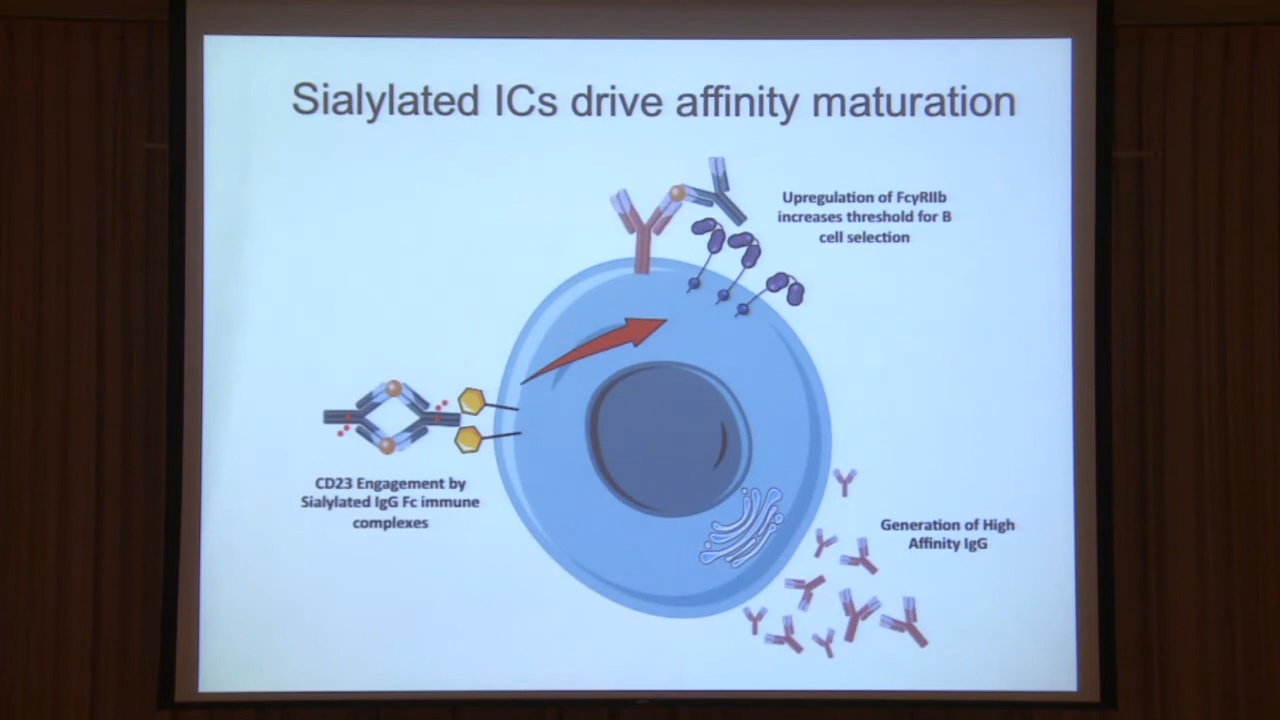 Sialylated ICs drive affinity maturation
Upregulation of FcγRIIb
increases threshold for B
cell selection
CD23 Engagement by
Sialylated IgG Fc immune
complexes
Generation of High
Affinity IgG